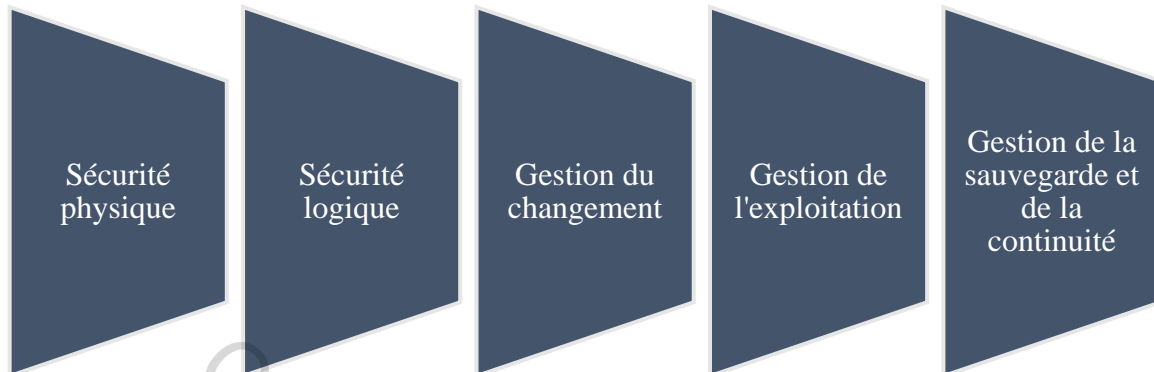 Sécurité
physique
Sécurité
logique
Gestion du
changement
Gestion de
l'exploitation
Gestion de la
sauvegarde et
de la
continuité